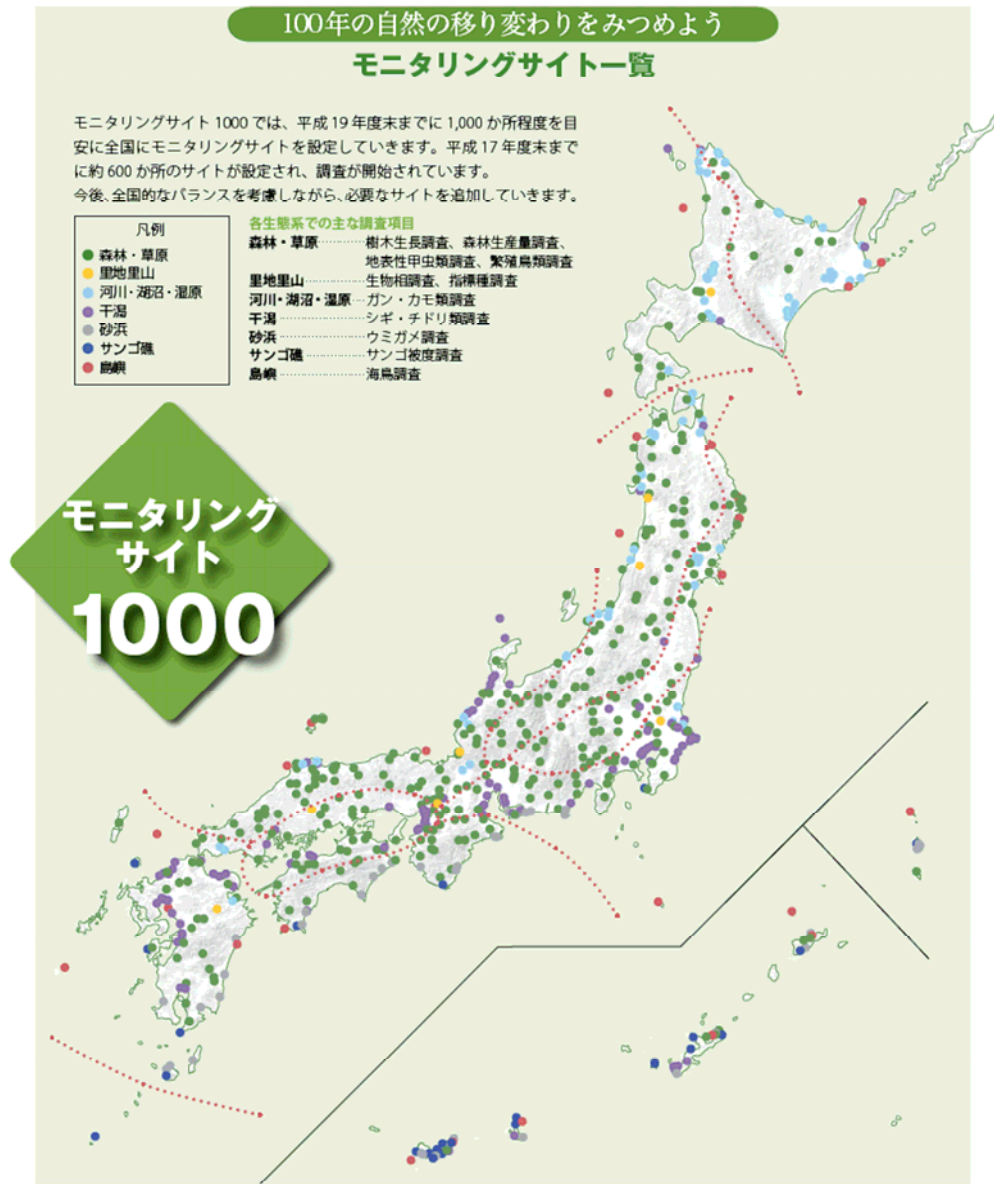 100年の自然の移り変わりをみつめよう
モニタリングサイト一覧
モニタリングサイト1000では、平成19年度末までに1,000か所程度を目
安に全国にモニタリングサイトを設定していきます。平成17年度末まで
に約600か所のサイトが設定され、調査が開始されています。
今後、全国的なバランスを考慮しながら、必要なサイトを追加していきます。
凡例
森林・草原
里地里山
河川・湖沼・湿原
干潟
砂浜
サンゴ礁
島嶼
各生態系での主な調査項目
森林・草原…………樹木生長調査、森林生産量調査、
地表性甲虫類調査、繁殖鳥類調査
里地里山……………生物相調査、指標種調査
河川・湖沼・湿原…ガン・カモ類調査
干潟…………………シギ・チドリ類調査
砂浜…………………ウミガメ調査
サンゴ礁……………サンゴ被度調査
島嶼…………………海鳥調査
モニタリング
サイト
1000